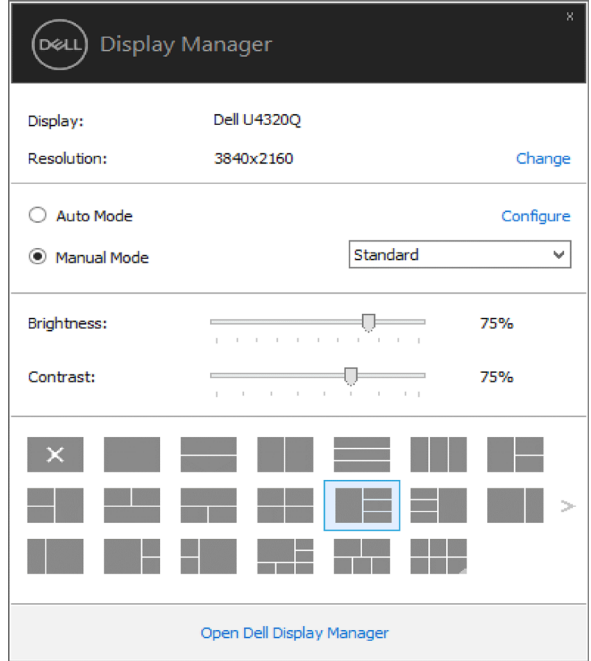 x
DELL Display Manager
Display: Dell U4320Q
Resolution: 3840x2160 Change
Auto Mode Configure
Manual Mode Standard
Brightness: 75%
Contrast: 75%
Open Dell Display Manager